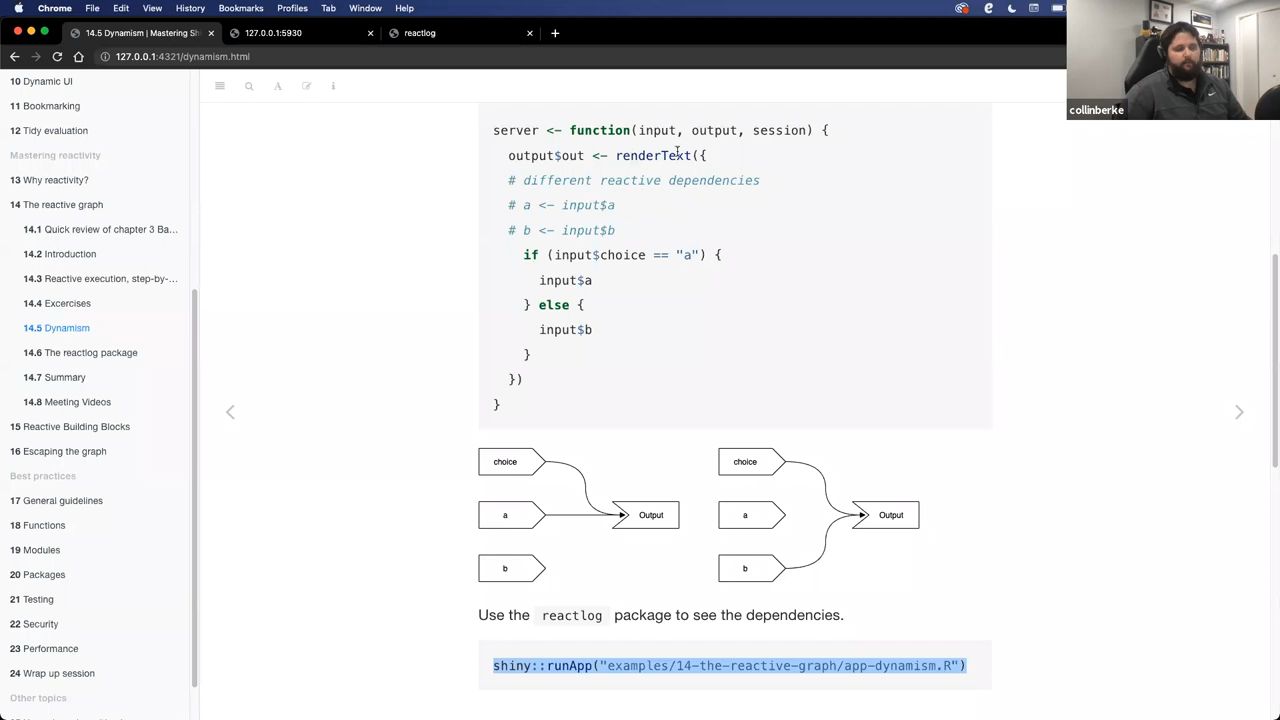 Chrome File Edit View History Bookmarks Profiles Tab Window Help
14.5 Dynamism | Mastering Sh
127.0.0.1:5930
reactlog
127.0.0.1:4321/dynamism.html
collinberke
10 Dynamic UI
11 Bookmarking
12 Tidy evaluation
Mastering reactivity
13 Why reactivity?
14 The reactive graph
14.1 Quick review of chapter 3 Ba...
14.2 Introduction
14.3 Reactive execution, step-by-...
14.4 Excercises
14.5 Dynamism
14.6 The reactlog package
14.7 Summary
14.8 Meeting Videos
15 Reactive Building Blocks
16 Escaping the graph
Best practices
17 General guidelines
18 Functions
19 Modules
20 Packages
21 Testing
22 Security
23 Performance
24 Wrap up session
Other topics
server <- function(input, output, session) {
output$out <- renderText({
# different reactive dependencies
# a <- input$a
# b <- input$b
if (input$choice == "a") {
input$a
} else {
input$b
}
})
}
choice
a
b
Output
choice
a
b
Output
Use the reactlog package to see the dependencies.
shiny::runApp("examples/14-the-reactive-graph/app-dynamism.R")